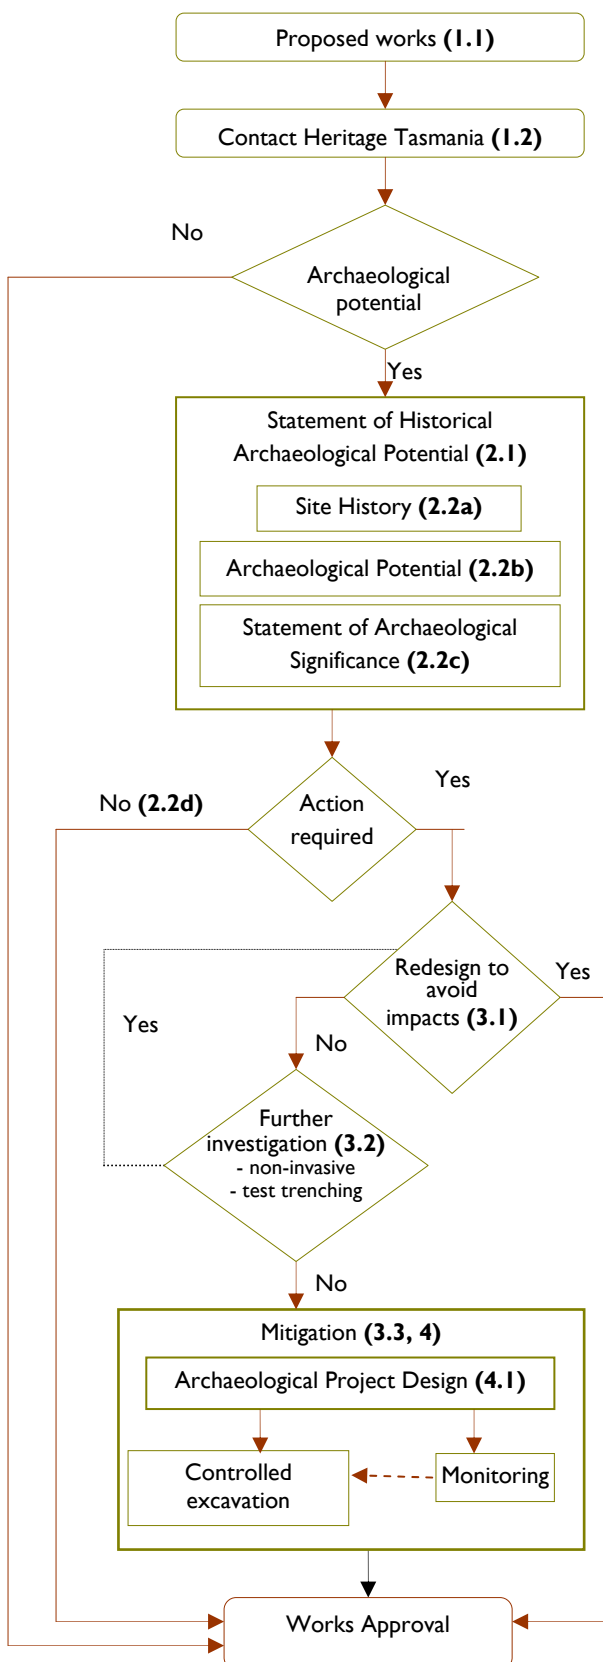 Proposed works (1.1)
Contact Heritage Tasmania (1.2)
No
Archaeological
potential
Yes
Statement of Historical
Archaeological Potential (2.1)
Site History (2.2a)
Archaeological Potential (2.2b)
Statement of Archaeological
Significance (2.2c)
Yes
No (2.2d)
Action
required
Redesign to
avoid
impacts (3.1)
Yes
Yes
No
Further
investigation (3.2)
- non-invasive
- test trenching
No
Mitigation (3.3, 4)
Archaeological Project Design (4.1)
Controlled
excavation
Monitoring
Works Approval